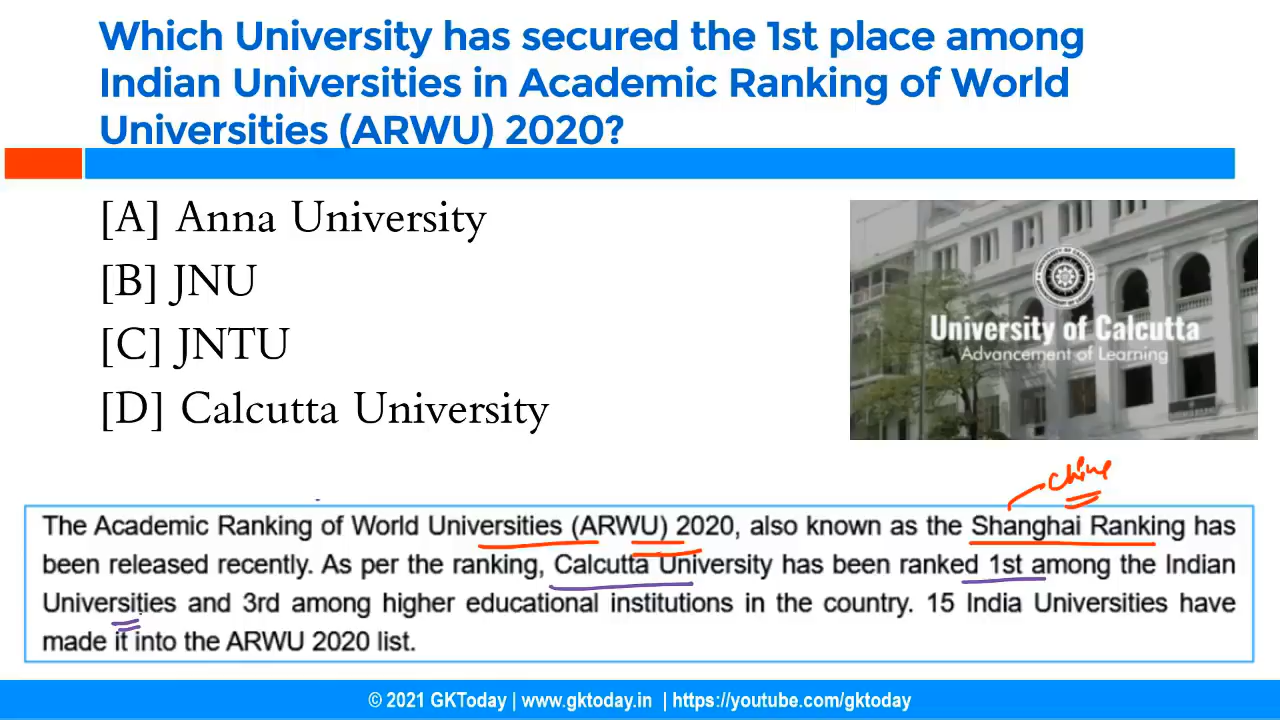 Which University has secured the 1st place among
Indian Universities in Academic Ranking of World
Universities (ARWU) 2020?
[A] Anna University
[B] JNU
[C] JNTU
[D] Calcutta University
University of Calcutta
Advancement of Learning
The Academic Ranking of World Universities (ARWU) 2020, also known as the Shanghai Ranking has
been released recently. As per the ranking, Calcutta University has been ranked 1st among the Indian
Universities and 3rd among higher educational institutions in the country. 15 India Universities have
made it into the ARWU 2020 list.
© 2021 GKToday | www.gktoday.in | https://youtube.com/gktoday